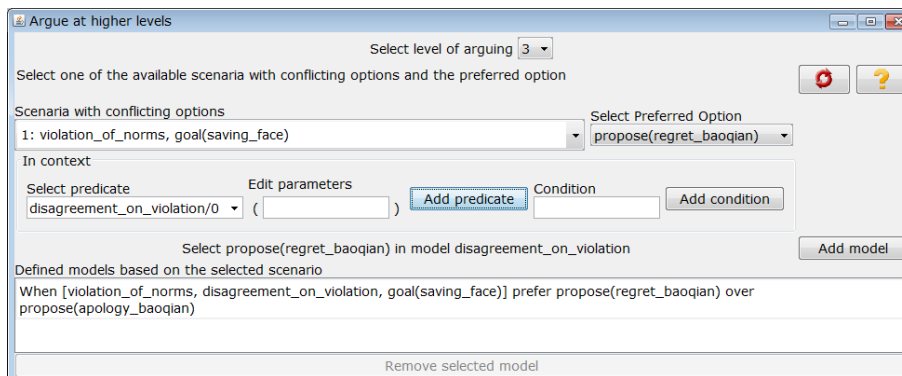 Argue at higher levels
Select level of arguing 3
Select one of the available scenaria with conflicting options and the preferred option
?
Scenaria with conflicting options
Select Preferred Option
1: violation_of_norms, goal(saving_face)
propose(regret_baoqian)
In context
Select predicate
Edit parameters
Condition
disagreement_on_violation/0 ( ) Add predicate Add condition
Select propose(regret_baoqian) in model disagreement_on_violation
Add model
Defined models based on the selected scenario
When [violation_of_norms, disagreement_on_violation, goal(saving_face)] prefer propose(regret_baoqian) over
propose(apology_baoqian)
Remove selected model